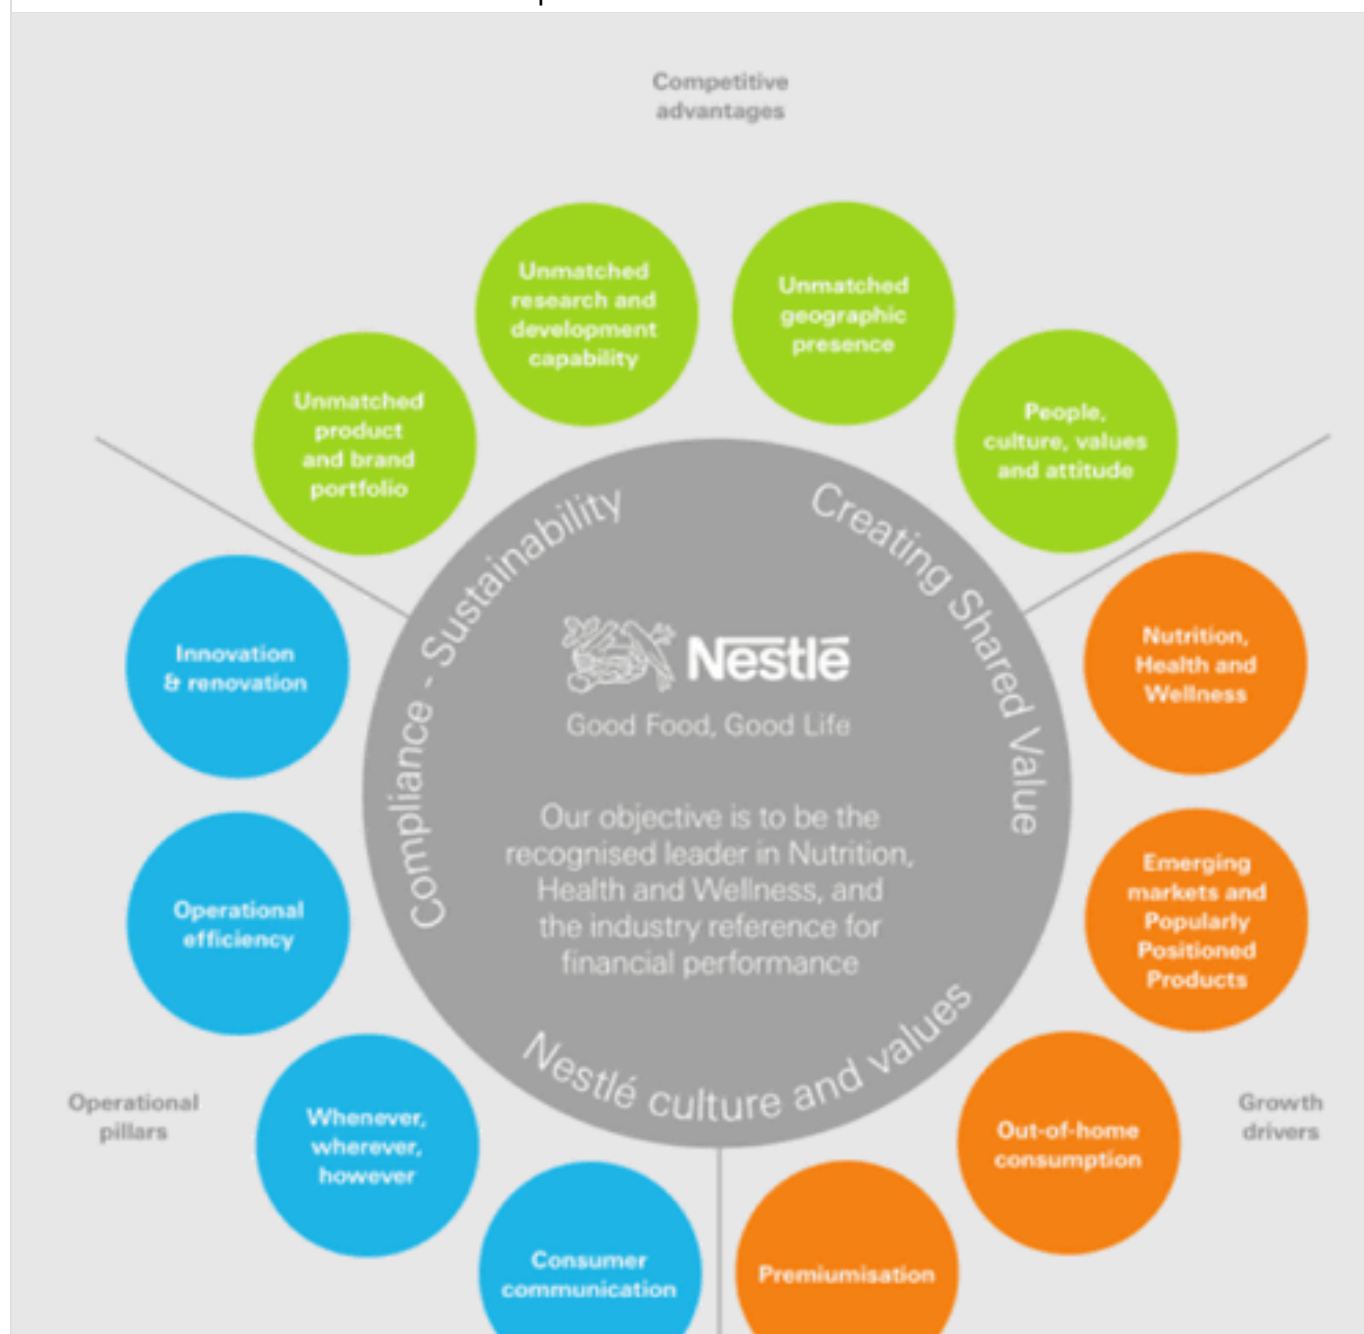 Competitive
advantages
Unmatched
research and
development
capability
Unmatched
geographic
presence
Unmatched
product
and brand
portfolio
People,
culture, values
and attitude
Compliance - Sustainability
Creating Shared Value
Innovation
& renovation
Nestlé
Good Food, Good Life
Nutrition,
Health and
Wellness
Our objective is to be the
recognised leader in Nutrition,
Health and Wellness, and
the industry reference for
financial performance
Operational
efficiency
Emerging
markets and
Popularly
Positioned
Products
Nestlé culture and values
Operational
pillars
Whenever,
wherever,
however
Out-of-home
consumption
Growth
drivers
Consumer
communication
Premiumisation